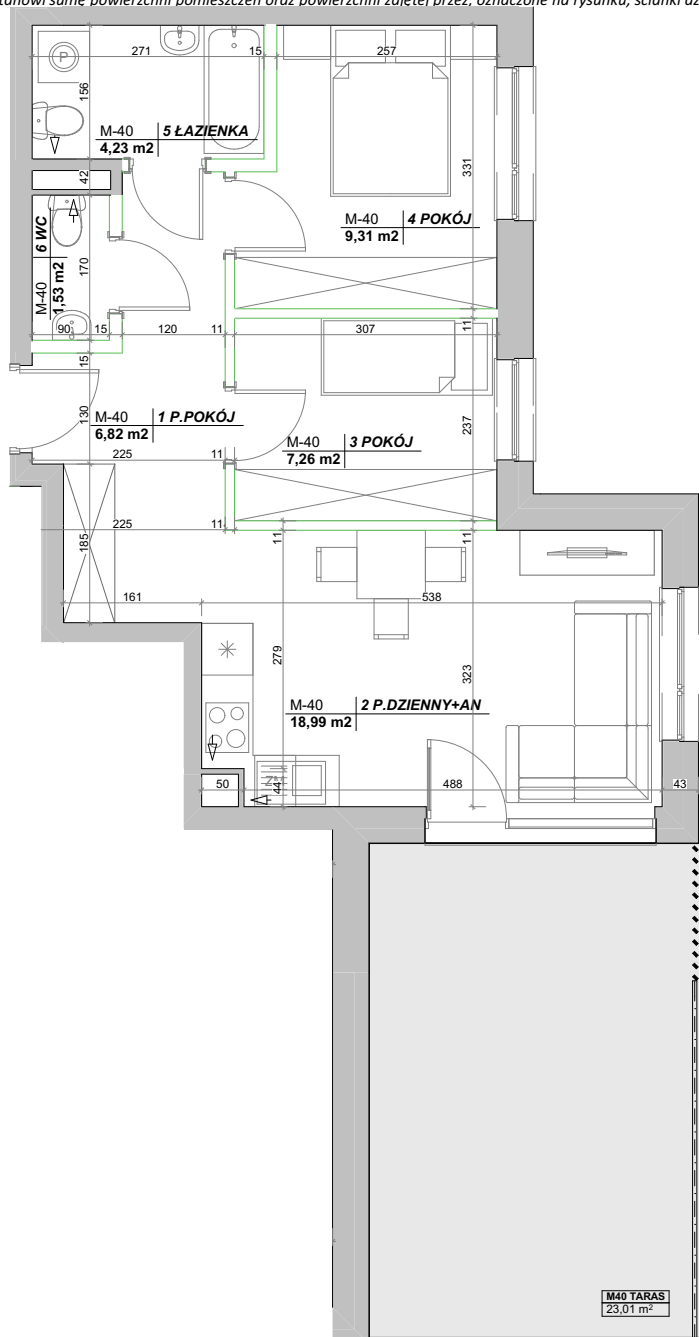 tanowi sumę powierzchni pomieszczeń oraz powierzchni zajętej przez, oznaczone na rysunku, ścianki dz
271
15
257
P
156
M-40 5 ŁAZIENKA
4,23 m2
331
42
M-40 4 POKÓJ
9,31 m2
M-40 6 WC
1,53 m2
170
90
15
120
11
307
11
15
130
M-40 1 P.POKÓJ
6,82 m2
237
M-40 3 POKÓJ
7,26 m2
225
11
225
11
11
11
185
161
538
279
323
M-40 2 P.DZIENNY+AN
18,99 m2
50
44
488
43
M40 TARAS
23,01 m²